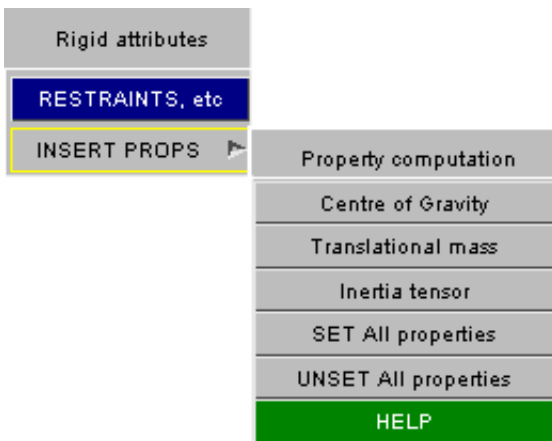 Rigid attributes
RESTRAINTS, etc
INSERT PROPS
Property computation
Centre of Gravity
Translational mass
Inertia tensor
SET All properties
UNSET All properties
HELP